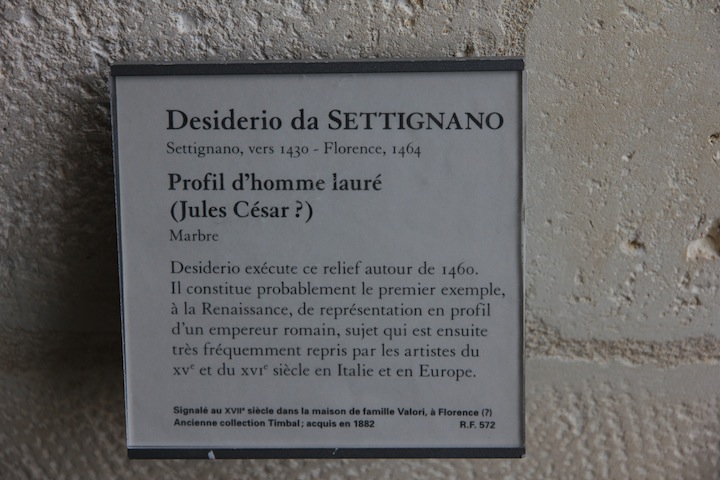 Desiderio da SETTIGNANO
Settignano, vers 1430 - Florence, 1464
Profil d'homme lauré
(Jules César ?)
Marbre
Desiderio exécute ce relief autour de 1460.
Il constitue probablement le premier exemple,
à la Renaissance, de représentation en profil
d'un empereur romain, sujet qui est ensuite
très fréquemment repris par les artistes du
XVe et du XVIe siècle en Italie et en Europe.
Signalé au XVIIe siècle dans la maison de famille Valori, à Florence (?)
Ancienne collection Timbal ; acquis en 1882 R.F. 572